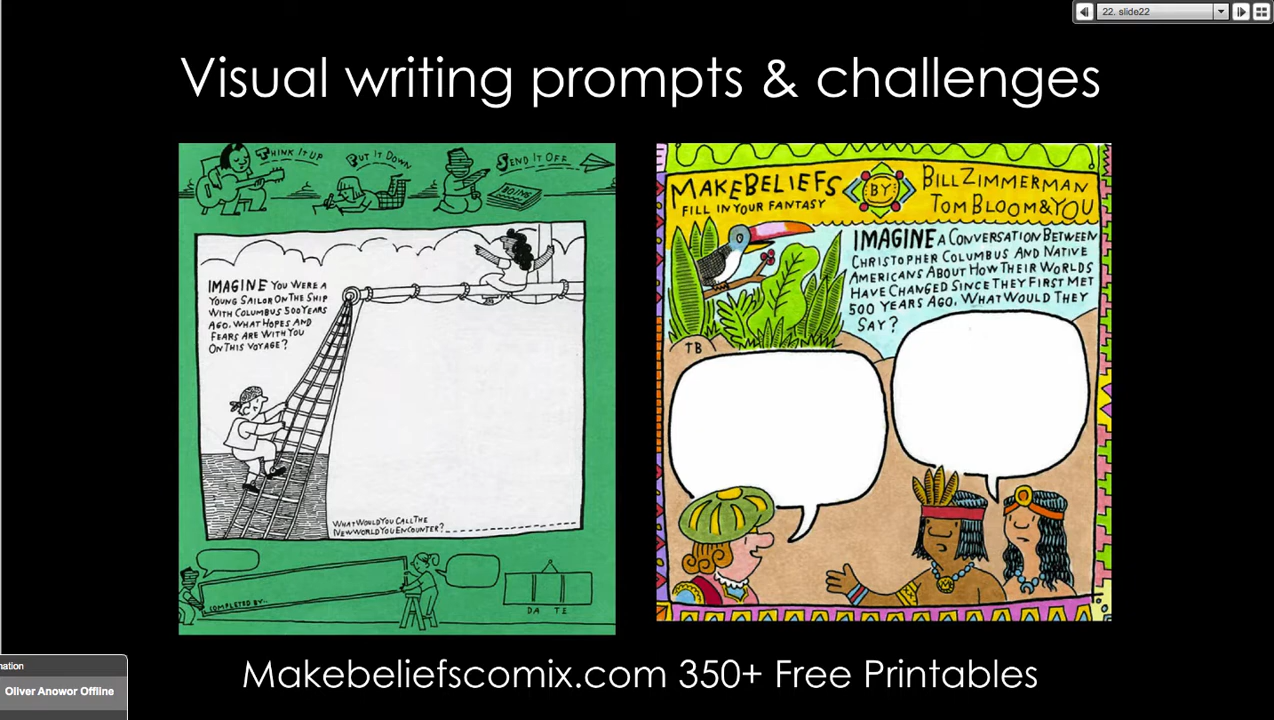 22. slide22
Visual writing prompts & challenges
THINK IT UP
PUT IT DOWN
SEND IT OFF
POEMS
IMAGINE YOU WERE A
YOUNG SAILOR ON THE SHIP
WITH COLUMBUS 500 YEARS
AGO. WHAT HOPES AND
FEARS ARE WITH YOU
ON THIS VOYAGE?
WHAT WOULD YOU CALL THE
NEW WORLD YOU ENCOUNTER?
COMPLETED BY:
DA TE
MAKEBELIEFS
FILL IN YOUR FANTASY
BY
BILL ZIMMERMAN
TOM BLOOM & YOU
IMAGINE A CONVERSATION BETWEEN
CHRISTOPHER COLUMBUS AND NATIVE
AMERICANS ABOUT HOW THEIR WORLDS
HAVE CHANGED SINCE THEY FIRST MET
500 YEARS AGO. WHAT WOULD THEY
SAY?
TB
mation
Oliver Anowor Offline
Makebeliefscomix.com 350+ Free Printables